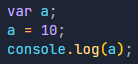 var a;
a = 10;
console.log(a);